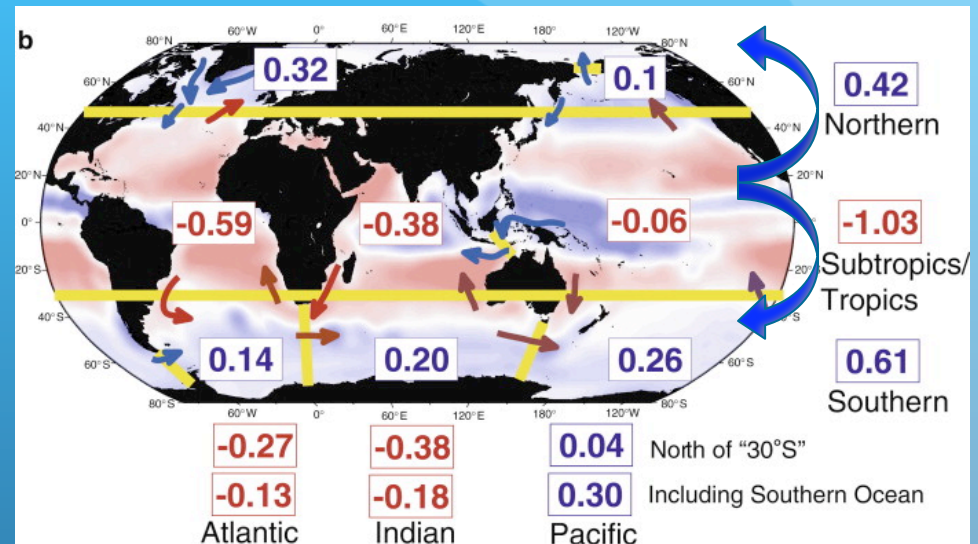 b
60°W 0° 60°E 120°E 180° 120°W
80°N 80°N
0.32 0.1 0.42
60°N 60°N
Northern
40°N 40°N
20°N 20°N
-0.59 -0.38 -0.06 -1.03
0°
20°S 20°S
Subtropics/
Tropics
40°S °S
0.14 0.20 0.26 0.61
60°S 60°S
Southern
80°S 80°S
60°W 0° 60°E 120°E 180° 120°W
-0.27 -0.38 0.04 North of “30°S”
-0.13 -0.18 0.30 Including Southern Ocean
Atlantic Indian Pacific